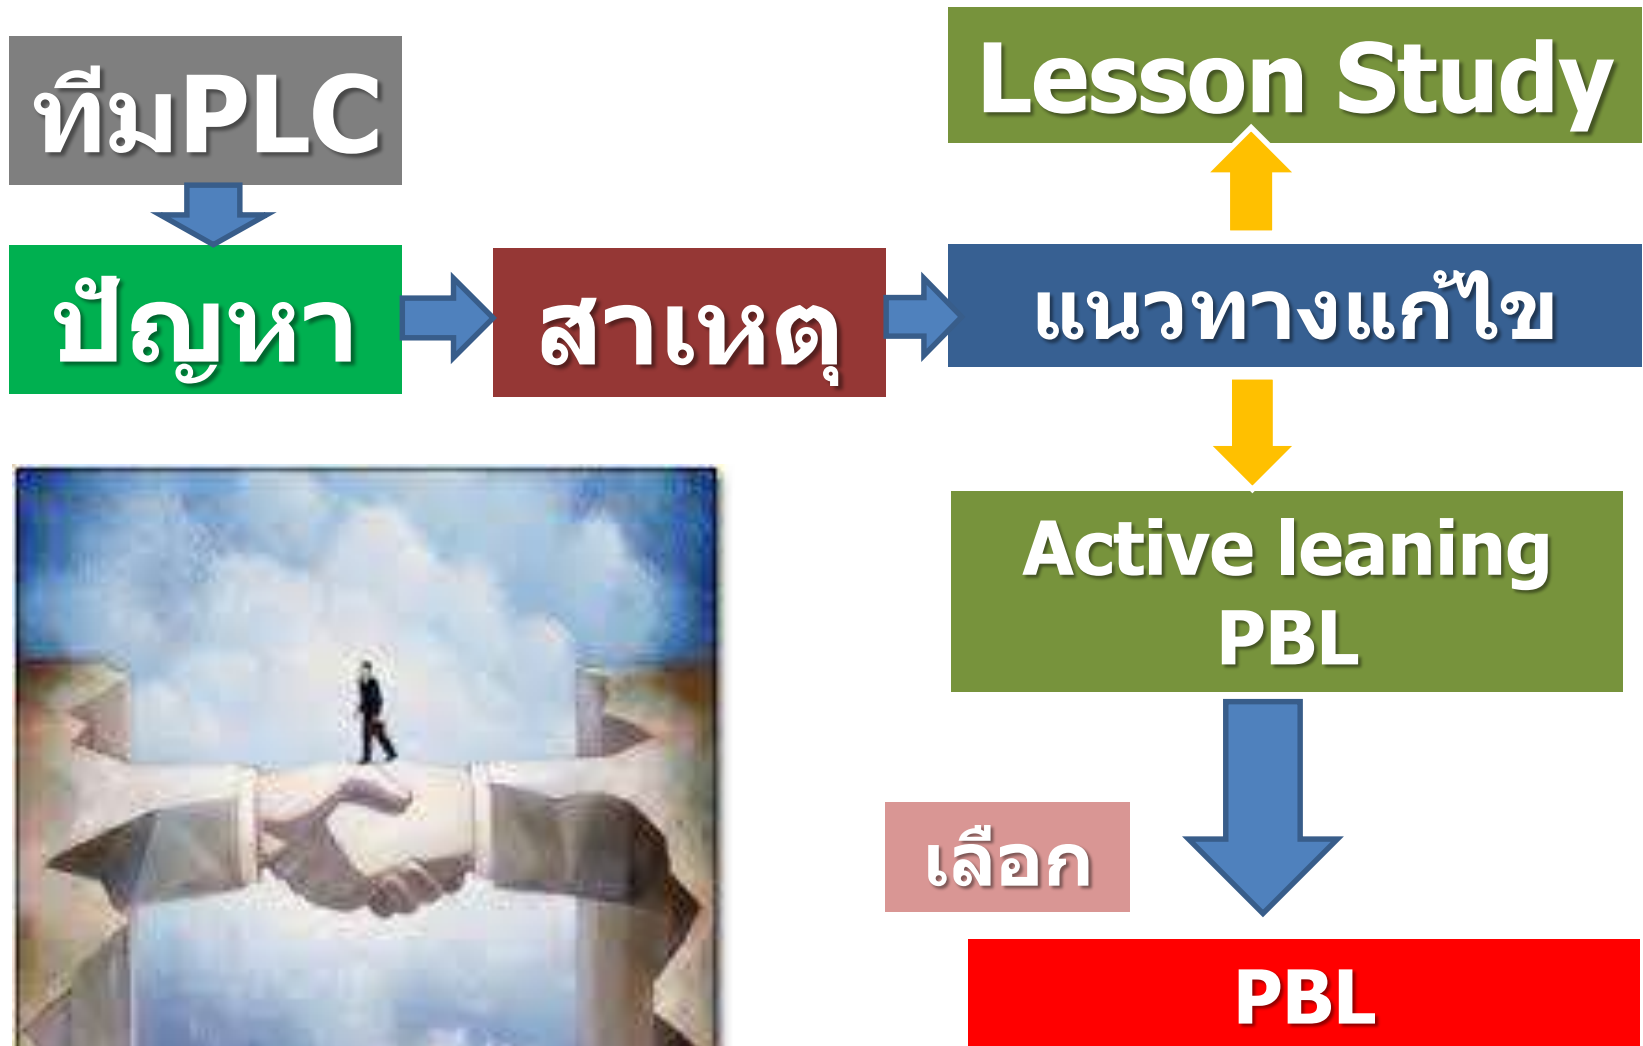 ทีมPLC
Lesson Study
ปัญหา
สาเหตุ
แนวทางแก้ไข
Active leaning
PBL
เลือก
PBL